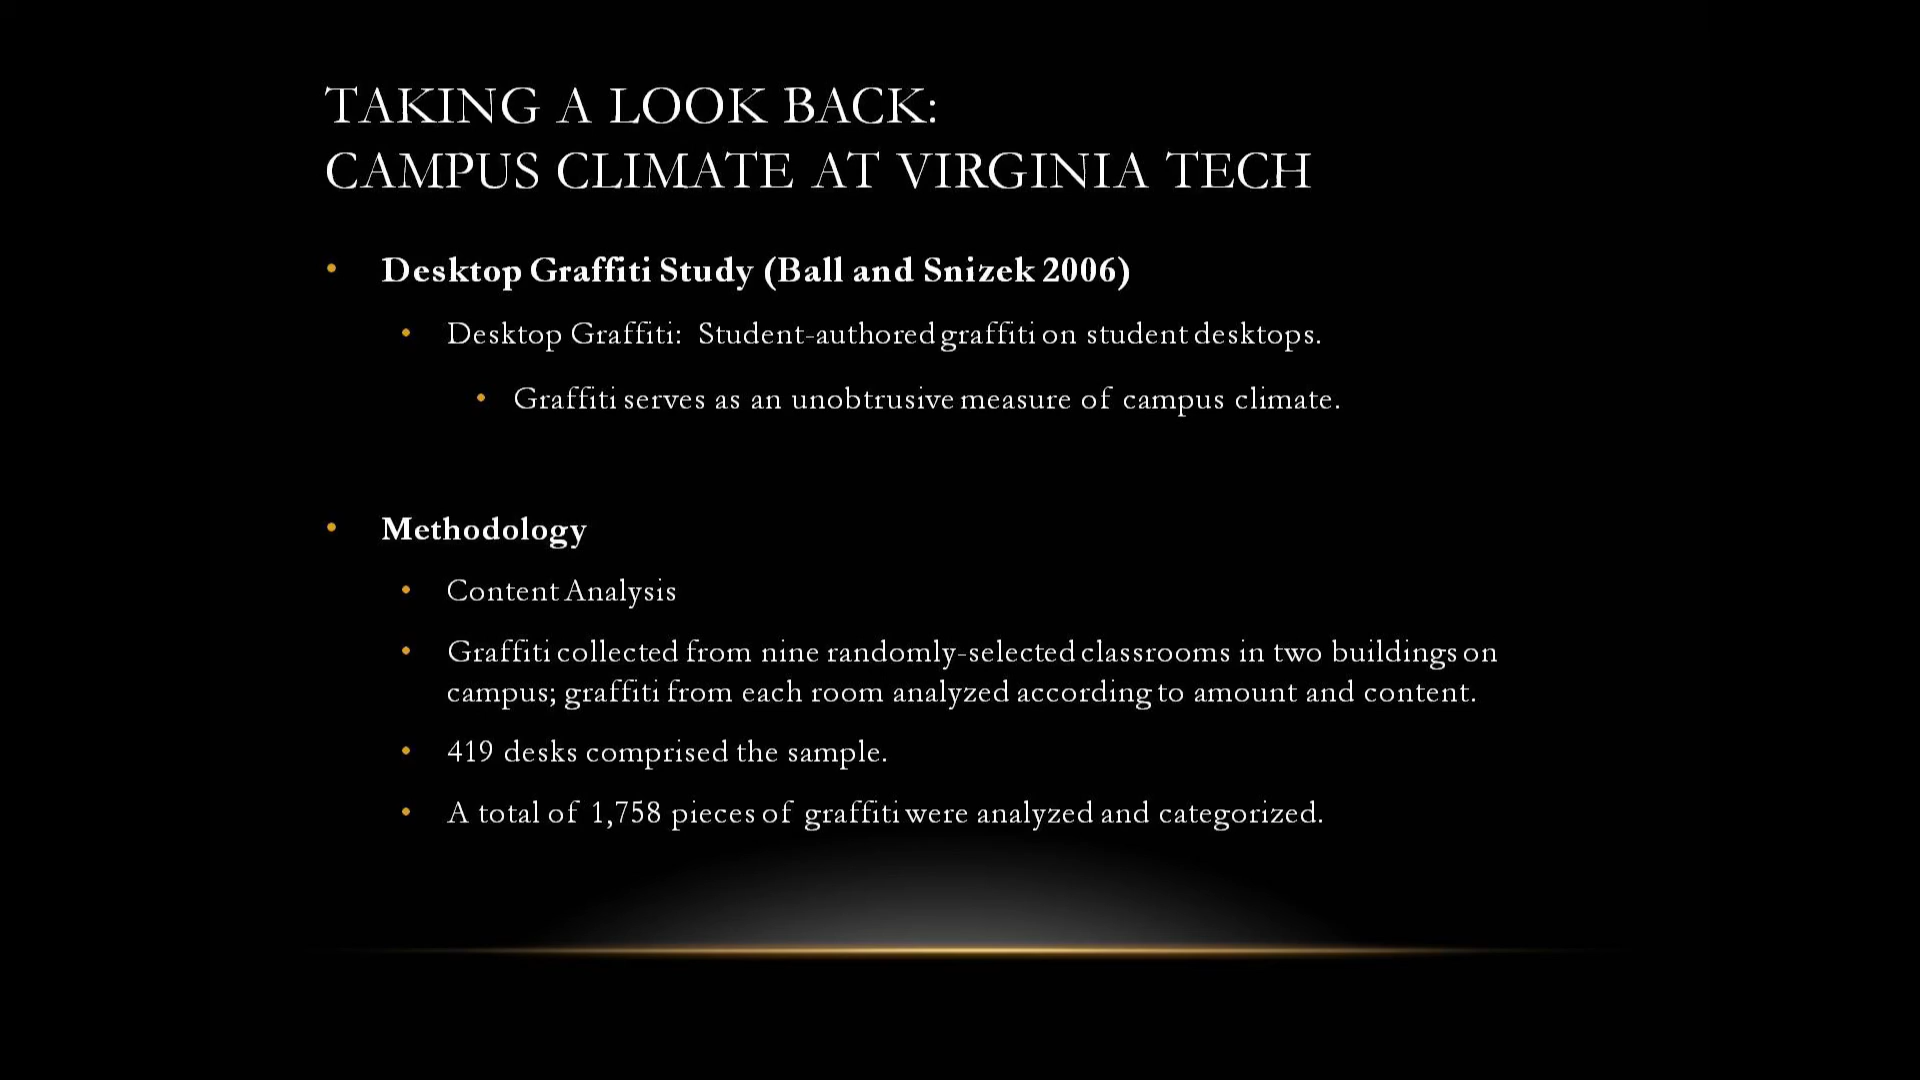 TAKING A LOOK BACK:
CAMPUS CLIMATE AT VIRGINIA TECH
• Desktop Graffiti Study (Ball and Snizek 2006)
• Desktop Graffiti: Student-authored graffiti on student desktops.
• Graffiti serves as an unobtrusive measure of campus climate.
• Methodology
• Content Analysis
• Graffiti collected from nine randomly-selected classrooms in two buildings on
campus; graffiti from each room analyzed according to amount and content.
• 419 desks comprised the sample.
• A total of 1,758 pieces of graffiti were analyzed and categorized.